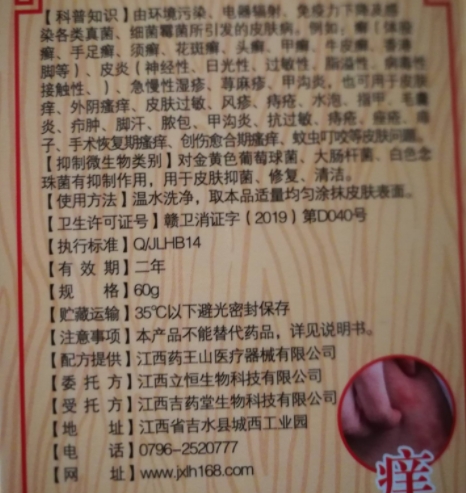 【科普知识】由环境污染、电器辐射、免疫力下降及感
染各类真菌、细菌霉菌所引发的皮肤病。例如：癣（体股
癣、手足癣、须癣、花斑癣、头癣、甲癣、牛皮癣、香港
脚等）、皮炎（神经性、日光性、过敏性、脂溢性、病毒性
接触性、）、急慢性湿疹、荨麻疹、甲沟炎，也可用于皮肤
痒、外阴瘙痒、皮肤过敏、风疹、痔疮、水泡、指甲、毛囊
炎、疖肿、脚汗、脓包、甲沟炎、抗过敏、痔疮、痤疮、
子、手术恢复期瘙痒、创伤愈合期瘙痒、蚊虫叮咬等皮肤问题。
【抑制微生物类别】对金黄色葡萄球菌、大肠杆菌、白色念
珠菌有抑制作用，用于皮肤抑菌、修复、清洁。
【使用方法】温水洗净，取本品适量均匀涂抹皮肤表面。
【卫生许可证号】赣卫消证字（2019）第D040号
【执行标准】Q/JLHB14
【有效期】二年
【规格】60g
【贮藏运输】35℃以下避光密封保存
【注意事项】本产品不能替代药品，详见说明书。
【配方提供】江西药王山医疗器械有限公司
【委托方】江西立恒生物科技有限公司
【受托方】江西吉药堂生物科技有限公司
【地址】江西省吉水县城西工业园
【电话】0796-2520777
【网址】www.jxlh168.com
痒